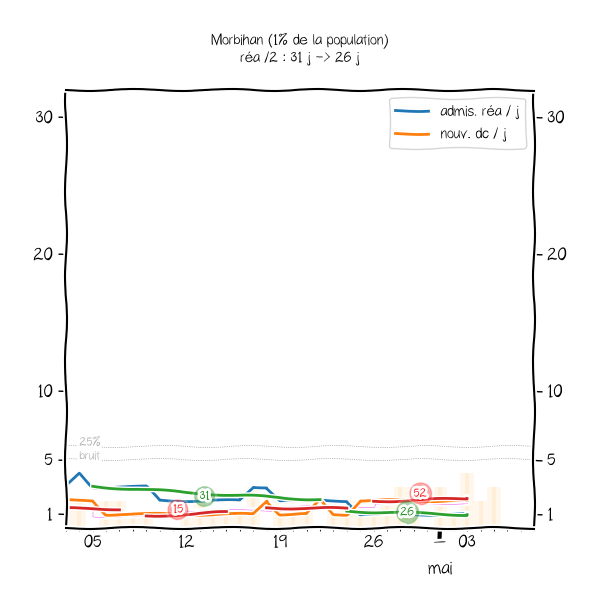 Morbihan (1% de la population)
réa /2 : 31 j -> 26 j
admis. réa / j
nouv. dc / j
30 30
20 20
10 10
25%
bruit
5 5
1 1
31
15
52
26
05 12 19 26 03
mai